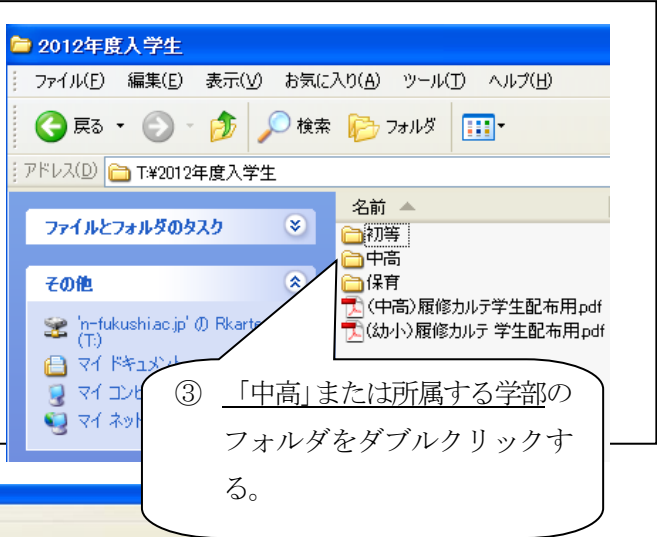 2012年度入学生
ファイル(F) 編集(E) 表示(V) お気に入り(A) ツール(T) ヘルプ(H)
戻る 検索 フォルダ
アドレス(D) T:¥2012年度入学生
名前
ファイルとフォルダのタスク
初等
中高
保育
(中高)履修カルテ学生配布用.pdf
(幼小)履修カルテ 学生配布用.pdf
その他
'n-fukushi.ac.jp' の Rkarte
(T:)
マイ ドキュメント
マイ コンピ
マイ ネット
③ 「中高」または所属する学部の
フォルダをダブルクリックす
る。